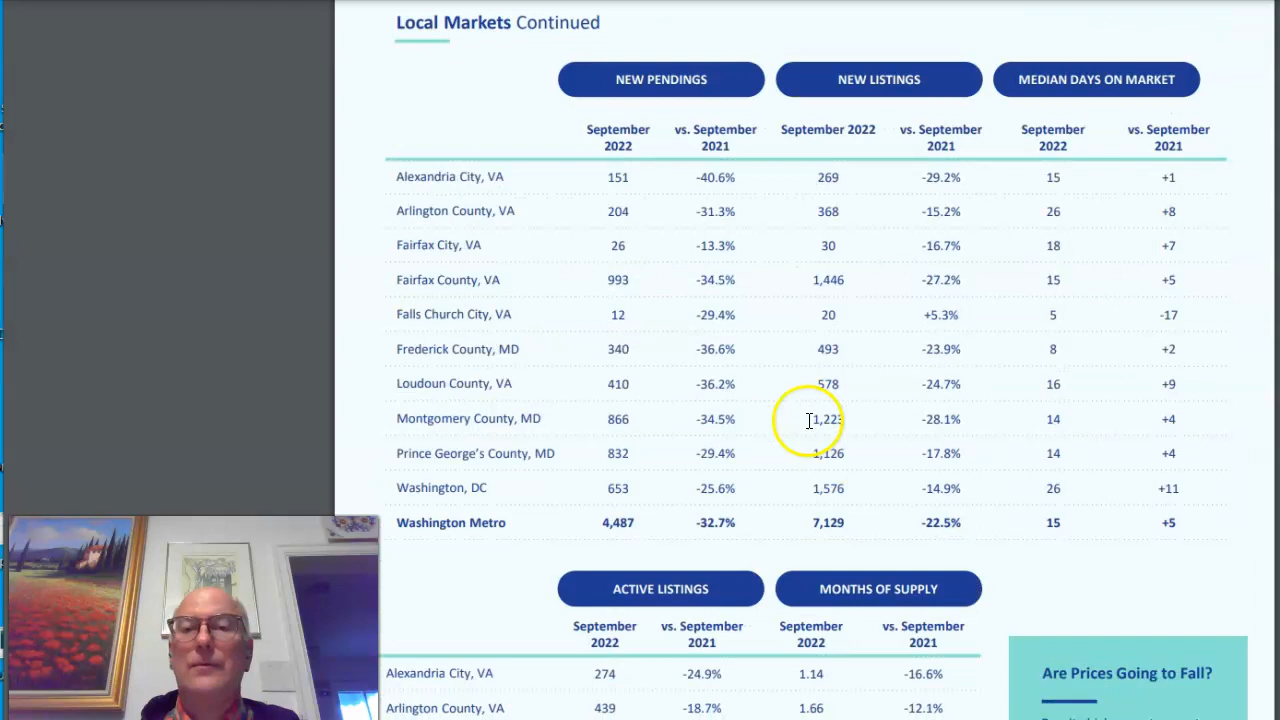 Local Markets Continued
NEW PENDINGS NEW LISTINGS MEDIAN DAYS ON MARKET
September 2022 vs. September 2021 September 2022 vs. September 2021 September 2022 vs. September 2021
Alexandria City, VA 151 -40.6% 269 -29.2% 15 +1
Arlington County, VA 204 -31.3% 368 -15.2% 26 +8
Fairfax City, VA 26 -13.3% 30 -16.7% 18 +7
Fairfax County, VA 993 -34.5% 1,446 -27.2% 15 +5
Falls Church City, VA 12 -29.4% 20 +5.3% 5 -17
Frederick County, MD 340 -36.6% 493 -23.9% 8 +2
Loudoun County, VA 410 -36.2% 578 -24.7% 16 +9
Montgomery County, MD 866 -34.5% 1,223 -28.1% 14 +4
Prince George's County, MD 832 -29.4% 1,126 -17.8% 14 +4
Washington, DC 653 -25.6% 1,576 -14.9% 26 +11
Washington Metro 4,487 -32.7% 7,129 -22.5% 15 +5
ACTIVE LISTINGS MONTHS OF SUPPLY
September 2022 vs. September 2021 September 2022 vs. September 2021
Alexandria City, VA 274 -24.9% 1.14 -16.6%
Are Prices Going to Fall?
Arlington County, VA 439 -18.7% 1.66 -12.1%